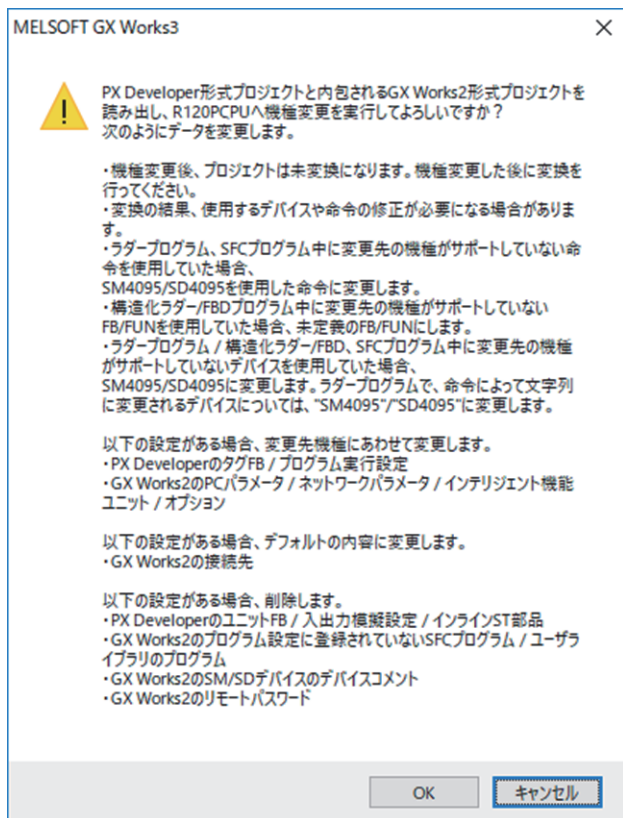 MELSOFT GX Works3
PX Developer形式プロジェクトと内包されるGX Works2形式プロジェクトを
読み出し、R120PCPUへ機種変更を実行してよろしいですか？
次のようにデータを変更します。
・機種変更後、プロジェクトは未変換になります。機種変更した後に変換を
行ってください。
・変換の結果、使用するデバイスや命令の修正が必要になる場合がありま
す。
・ラダープログラム、SFCプログラム中に変更先の機種がサポートしていない命
令を使用していた場合、
SM4095/SD4095を使用した命令に変更します。
・構造化ラダー/FBDプログラム中に変更先の機種がサポートしていない
FB/FUNを使用していた場合、未定義のFB/FUNにします。
・ラダープログラム / 構造化ラダー/FBD、SFCプログラム中に変更先の機種
がサポートしていないデバイスを使用していた場合、
SM4095/SD4095に変更します。ラダープログラムで、命令によって文字列
に変更されるデバイスについては、"SM4095"/"SD4095"に変更します。
以下の設定がある場合、変更先機種にあわせて変更します。
・PX DeveloperのタグFB / プログラム実行設定
・GX Works2のPCパラメータ / ネットワークパラメータ / インテリジェント機能
ユニット / オプション
以下の設定がある場合、デフォルトの内容に変更します。
・GX Works2の接続先
以下の設定がある場合、削除します。
・PX DeveloperのユニットFB / 入出力模擬設定 / インラインST部品
・GX Works2のプログラム設定に登録されていないSFCプログラム / ユーザラ
イブラリのプログラム
・GX Works2のSM/SDデバイスのデバイスコメント
・GX Works2のリモートパスワード
OK
キャンセル